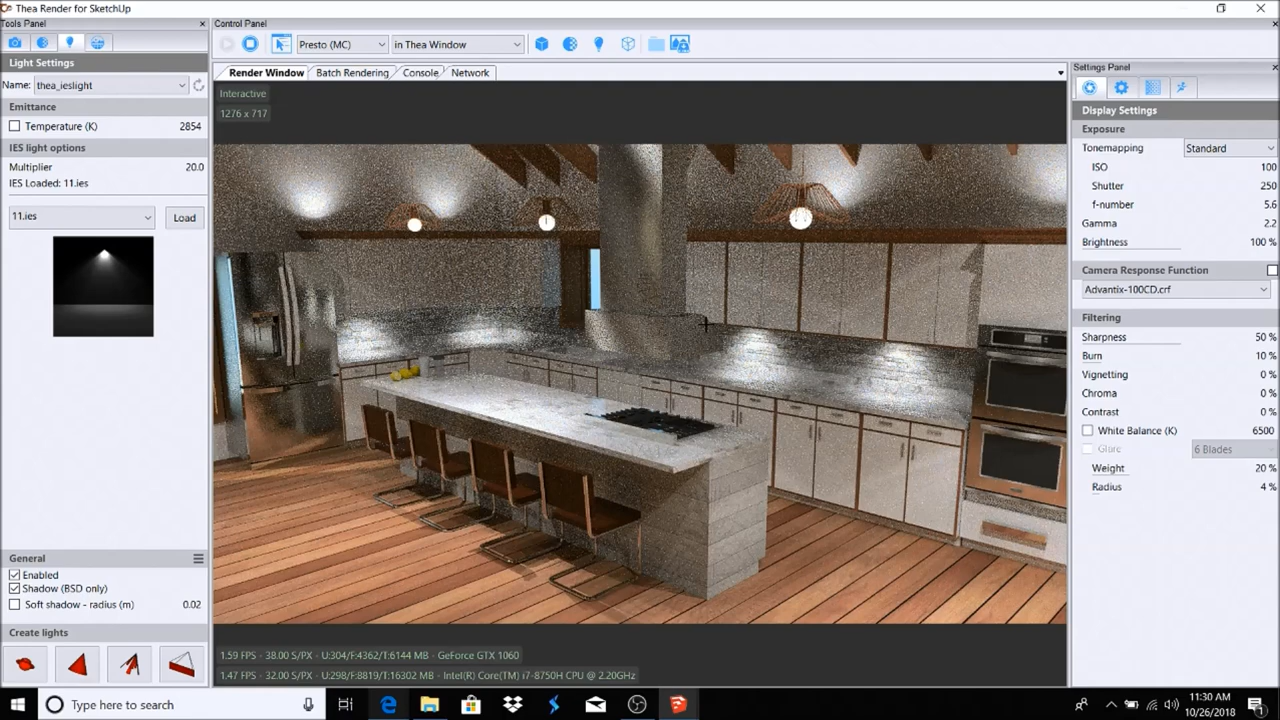 Thea Render for SketchUp
Tools Panel
Control Panel
Presto (MC)
in Thea Window
Settings Panel
Light Settings
Name: thea_ieslight
Emittance
Temperature (K) 2854
IES light options
Multiplier 20.0
IES Loaded: 11.ies
11.ies
Load
General
Enabled
Shadow (BSD only)
Soft shadow - radius (m) 0.02
Create lights
Render Window
Batch Rendering
Console
Network
Interactive
1276 x 717
1.59 FPS - 38.00 S/PX - U:304/F:4362/T:6144 MB - GeForce GTX 1060
1.47 FPS - 32.00 S/PX - U:298/F:8819/T:16302 MB - Intel(R) Core(TM) i7-8750H CPU @ 2.20GHz
Display Settings
Exposure
Tonemapping Standard
ISO 100
Shutter 250
f-number 5.6
Gamma 2.2
Brightness 100 %
Camera Response Function
Advantix-100CD.crf
Filtering
Sharpness 50 %
Burn 10 %
Vignetting 0 %
Chroma 0 %
Contrast 0 %
White Balance (K) 6500
Glare 6 Blades
Weight 20 %
Radius 4 %
Type here to search
11:30 AM
10/26/2018